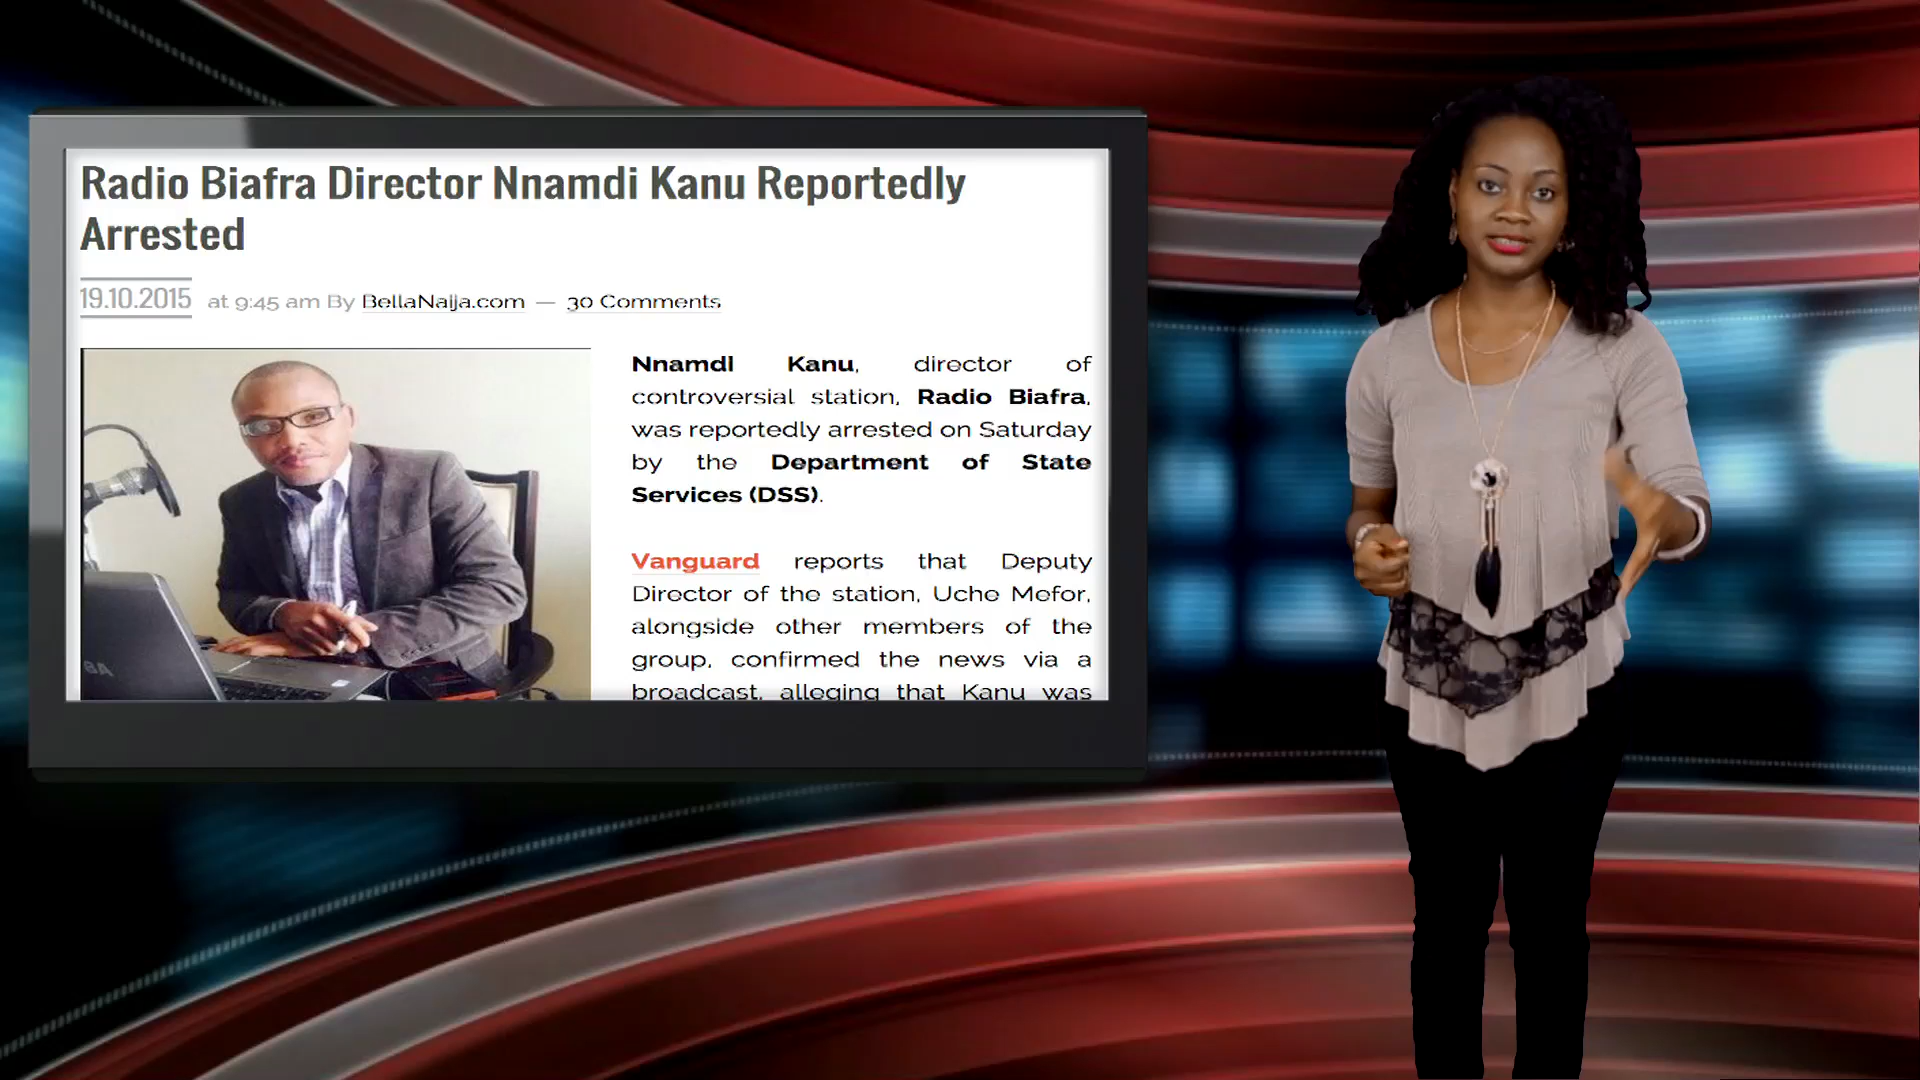 Radio Biafra Director Nnamdi Kanu Reportedly
Arrested
19.10.2015 at 9:45 am By BellaNaija.com — 30 Comments
Nnamdi Kanu, director of
controversial station, Radio Biafra,
was reportedly arrested on Saturday
by the Department of State
Services (DSS).
Vanguard reports that Deputy
Director of the station, Uche Mefor,
alongside other members of the
group, confirmed the news via a
broadcast, alleging that Kanu was